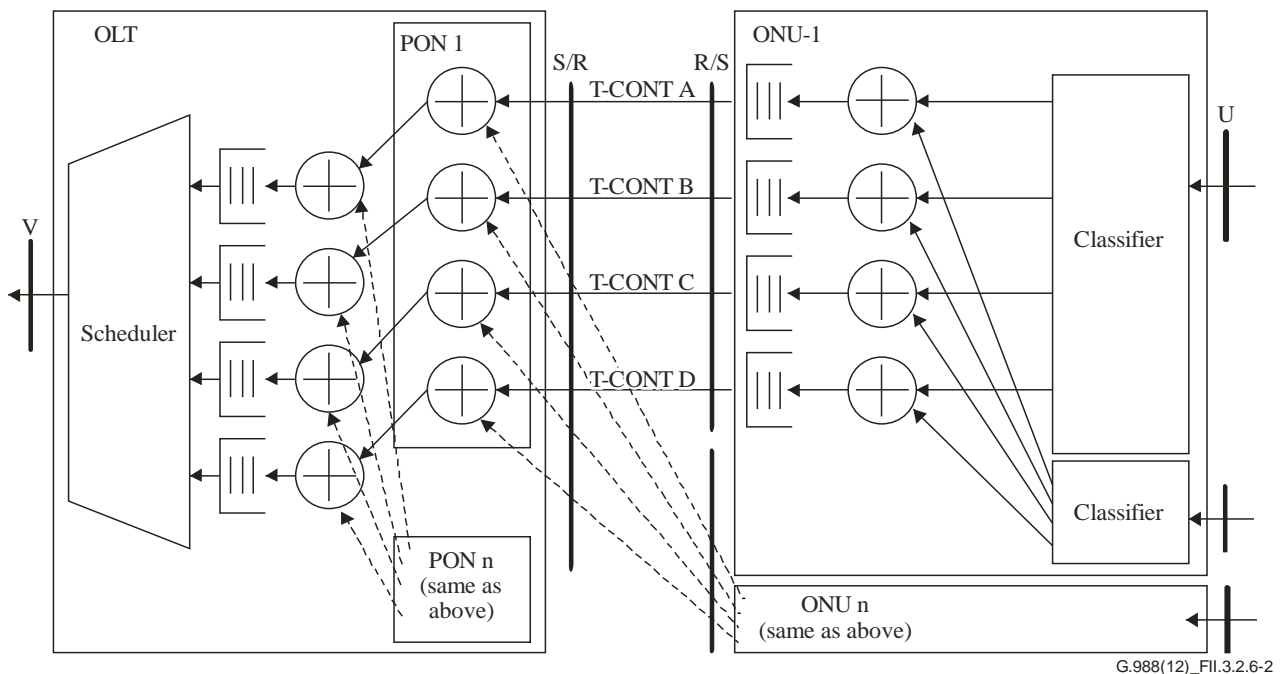 OLT
PON 1
S/R
R/S
ONU-1
T-CONT A
U
T-CONT B
V
Classifier
T-CONT C
Scheduler
T-CONT D
Classifier
PON n
(same as
above)
ONU n
(same as above)
G.988(12)_FII.3.2.6-2